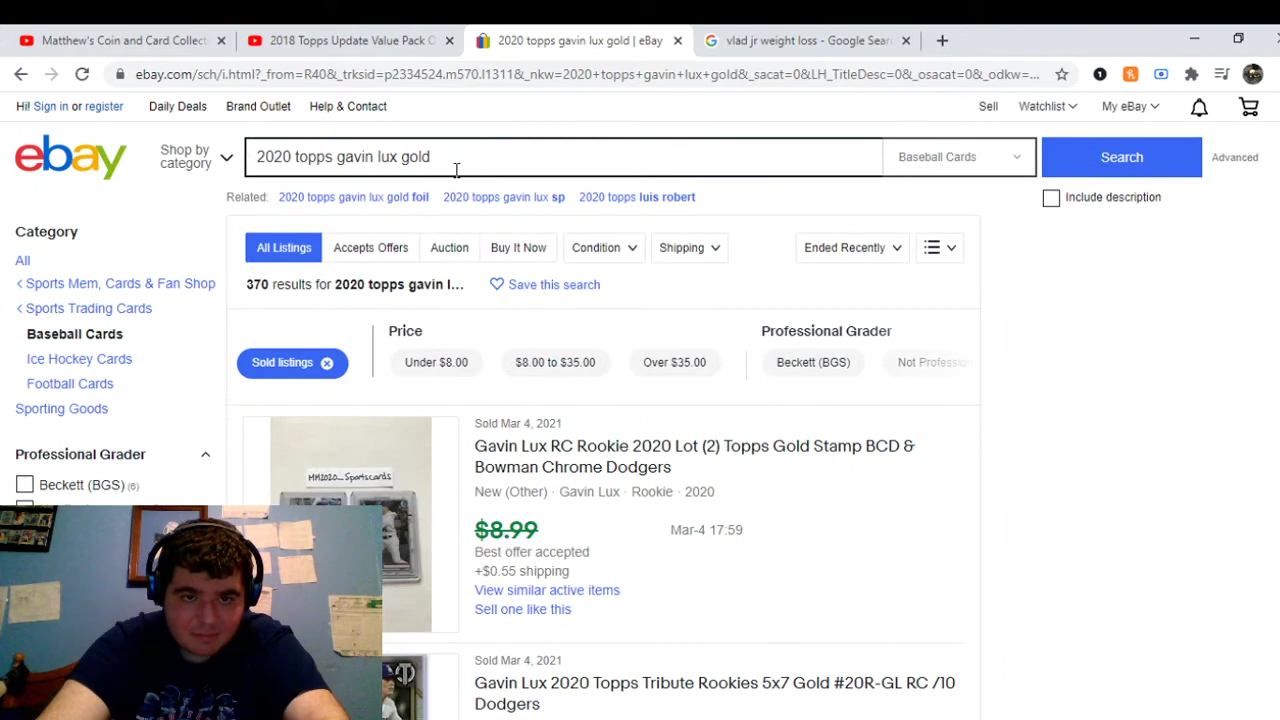 Matthew's Coin and Card Collect
2018 Topps Update Value Pack O
2020 topps gavin lux gold | eBay
vlad jr weight loss - Google Sear
ebay.com/sch/i.html?_from=R40&_trksid=p2334524.m570.l1311&_nkw=2020+topps+gavin+lux+gold&_sacat=0&LH_TitleDesc=0&_osacat=0&_odkw=...
Hi! Sign in or register
Daily Deals
Brand Outlet
Help & Contact
Sell
Watchlist
My eBay
ebay
Shop by category
2020 topps gavin lux gold
Baseball Cards
Search
Advanced
Related: 2020 topps gavin lux gold foil 2020 topps gavin lux sp 2020 topps luis robert
Include description
Category
All
< Sports Mem, Cards & Fan Shop
< Sports Trading Cards
Baseball Cards
Ice Hockey Cards
Football Cards
Sporting Goods
Professional Grader
Beckett (BGS) (6)
All Listings
Accepts Offers
Auction
Buy It Now
Condition
Shipping
Ended Recently
370 results for 2020 topps gavin l...
Save this search
Sold listings
Price
Under $8.00
$8.00 to $35.00
Over $35.00
Professional Grader
Beckett (BGS)
Not Professio
MM2020_Sportscards
Sold Mar 4, 2021
Gavin Lux RC Rookie 2020 Lot (2) Topps Gold Stamp BCD &
Bowman Chrome Dodgers
New (Other) · Gavin Lux · Rookie · 2020
$8.99
Mar-4 17:59
Best offer accepted
+$0.55 shipping
View similar active items
Sell one like this
Sold Mar 4, 2021
Gavin Lux 2020 Topps Tribute Rookies 5x7 Gold #20R-GL RC /10
Dodgers